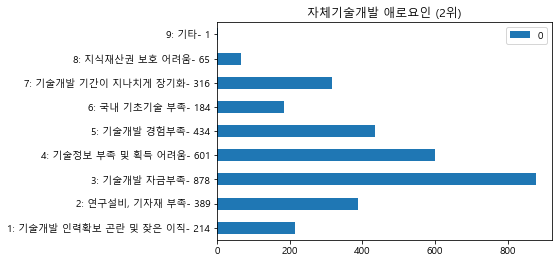 자체기술개발 애로요인 (2위)
0
9: 기타- 1
8: 지식재산권 보호 어려움- 65
7: 기술개발 기간이 지나치게 장기화- 316
6: 국내 기초기술 부족- 184
5: 기술개발 경험부족- 434
4: 기술정보 부족 및 획득 어려움- 601
3: 기술개발 자금부족- 878
2: 연구설비, 기자재 부족- 389
1: 기술개발 인력확보 곤란 및 잦은 이직- 214
0 200 400 600 800